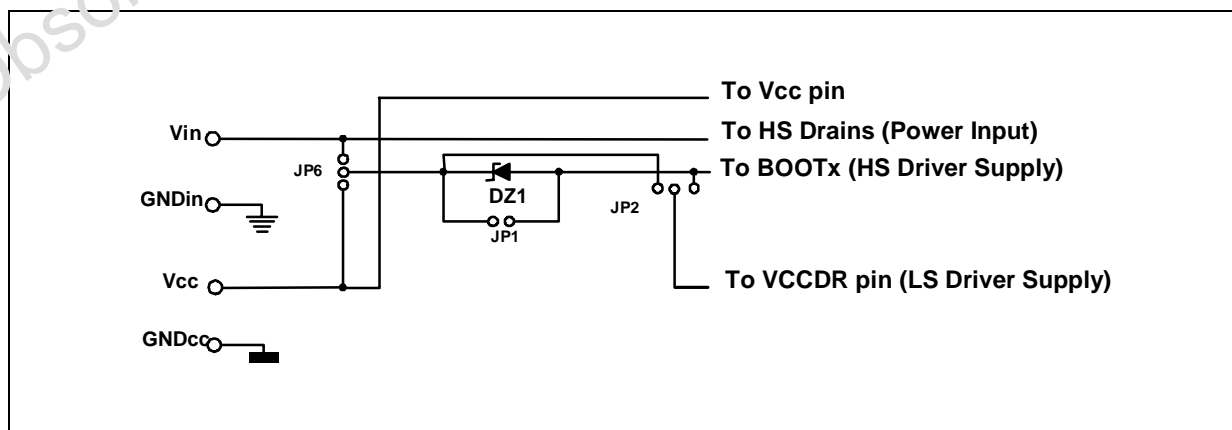 To Vcc pin
Vin
To HS Drains (Power Input)
JP6
To BOOTx (HS Driver Supply)
DZ1
GNDin
JP2
JP1
Vcc
To VCCDR pin (LS Driver Supply)
GNDcc